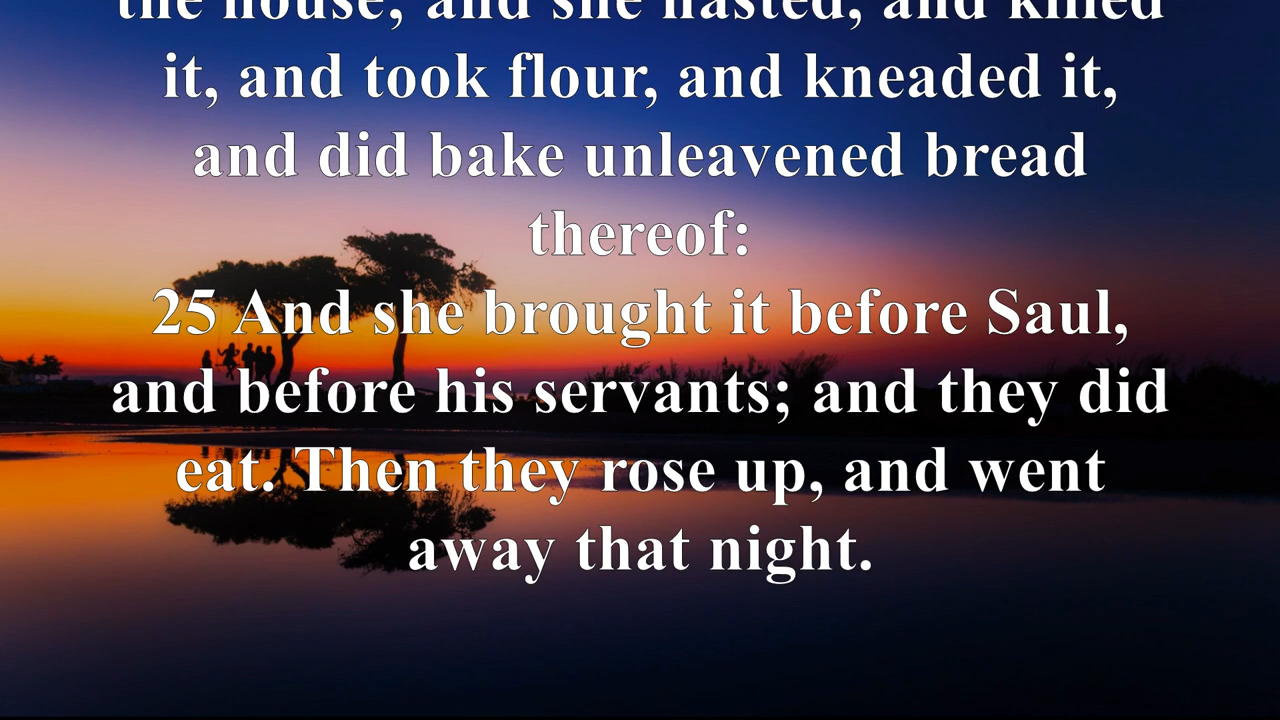 the house; and she hasted, and killed
it, and took flour, and kneaded it,
and did bake unleavened bread
thereof:
25 And she brought it before Saul,
and before his servants; and they did
eat. Then they rose up, and went
away that night.